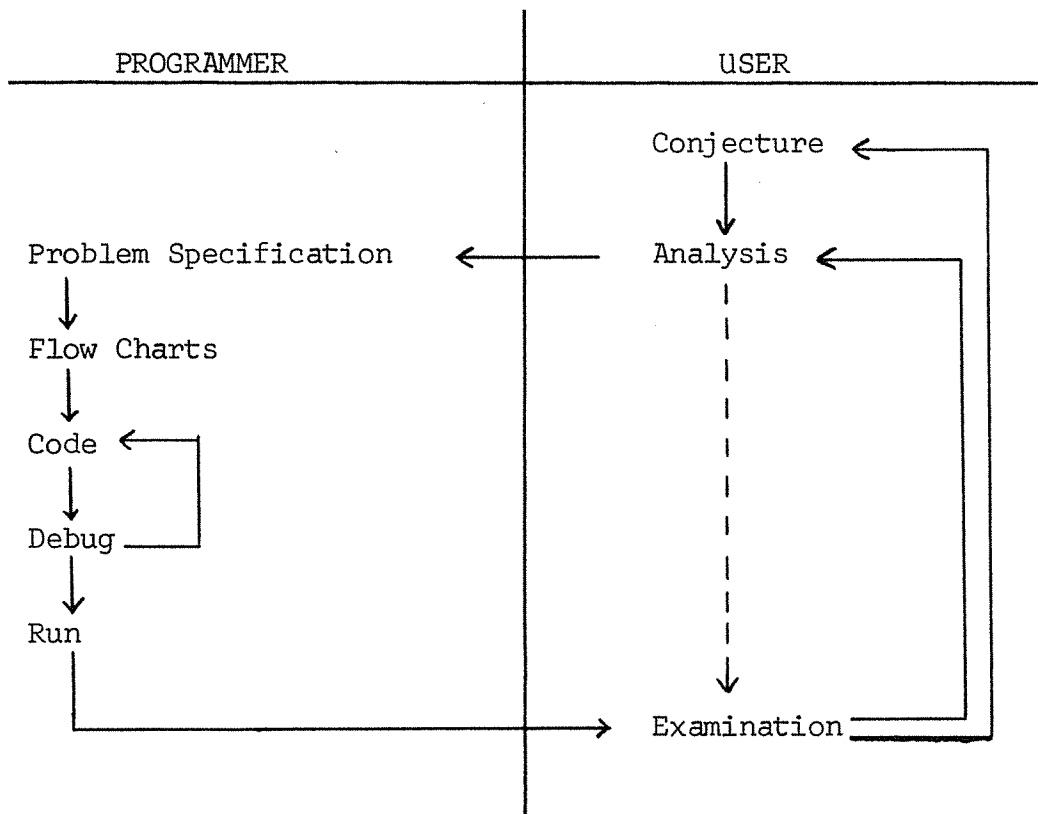 PROGRAMMER
USER
Conjecture
Problem Specification
Analysis
Flow Charts
Code
Debug
Run
Examination